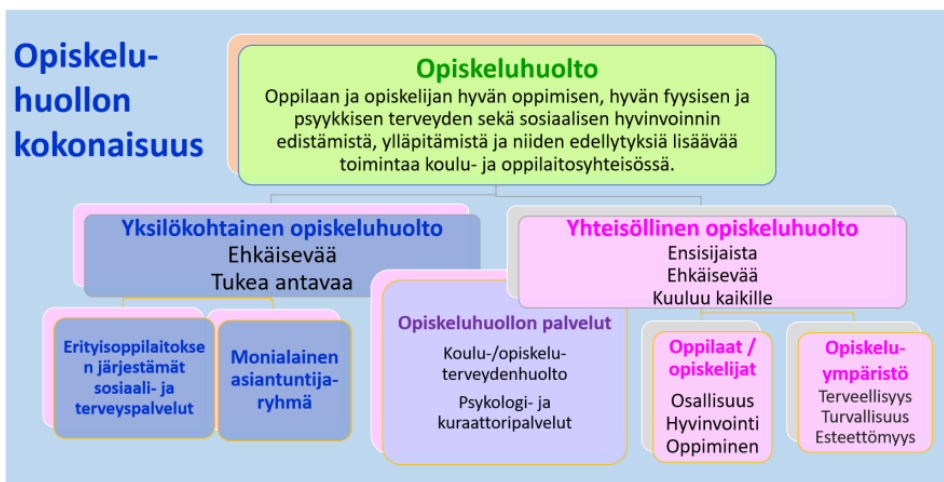 Opiskelu-
huollon
kokonaisuus
Opiskeluhuolto
Oppilaan ja opiskelijan hyvän oppimisen, hyvän fyysisen ja
psyykkisen terveyden sekä sosiaalisen hyvinvoinnin
edistämistä, ylläpitämistä ja niiden edellytyksiä lisäävää
toimintaa koulu- ja oppilaitosyhteisössä.
Yksilökohtainen opiskeluhuolto
Ehkäisevää
Tukea antavaa
Yhteisöllinen opiskeluhuolto
Ensisijaista
Ehkäisevää
Kuuluu kaikille
Erityisoppilaitokse
n järjestämät
sosiaali- ja
terveyspalvelut
Monialainen
asiantuntija-
ryhmä
Opiskeluhuollon palvelut
Koulu-/opiskelu-
terveydenhuolto
Psykologi- ja
kuraattoripalvelut
Oppilaat /
opiskelijat
Osallisuus
Hyvinvointi
Oppiminen
Opiskelu-
ympäristö
Terveellisyys
Turvallisuus
Esteettömyys